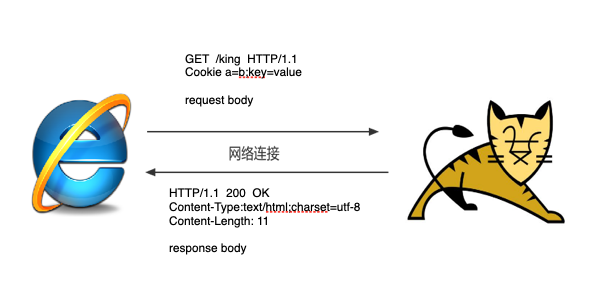 GET /king HTTP/1.1
Cookie a=b;key=value
request body
网络连接
HTTP/1.1 200 OK
Content-Type:text/html;charset=utf-8
Content-Length: 11
response body